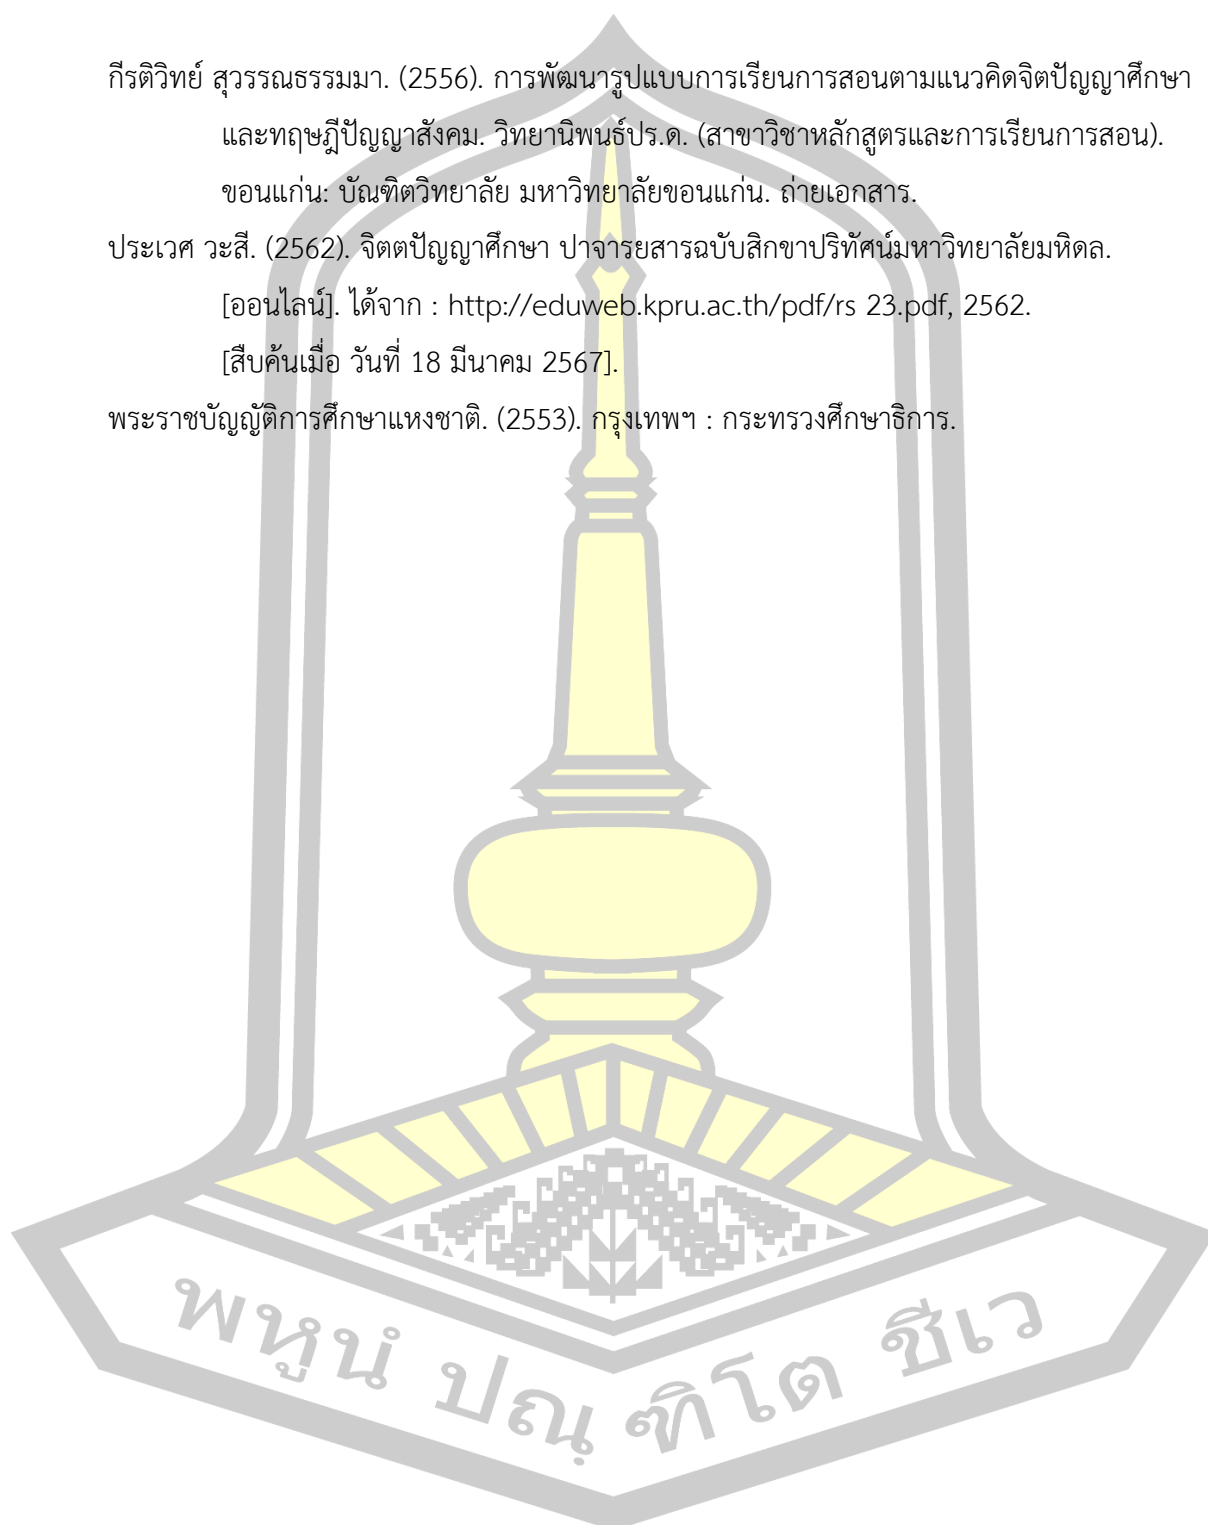 กีรติวิทย์ สุวรรณธรรมมา. (2556). การพัฒนารูปแบบการเรียนการสอนตามแนวคิดจิตปัญญาศึกษา
และทฤษฎีปัญญาสังคม. วิทยานิพนธ์ปร.ด. (สาขาวิชาหลักสูตรและการเรียนการสอน).
ขอนแก่น: บัณฑิตวิทยาลัย มหาวิทยาลัยขอนแก่น. ถ่ายเอกสาร.
ประเวศ วะสี. (2562). จิตตปัญญาศึกษา ปาจารยสารฉบับสิกขาปริทัศน์มหาวิทยาลัยมหิดล.
[ออนไลน์]. ได้จาก : http://eduweb.kpru.ac.th/pdf/rs 23.pdf, 2562.
[สืบค้นเมื่อ วันที่ 18 มีนาคม 2567].
พระราชบัญญัติการศึกษาแหงชาติ. (2553). กรุงเทพฯ : กระทรวงศึกษาธิการ.
พหูนํ ปณฺ ฑิโต ชีเว